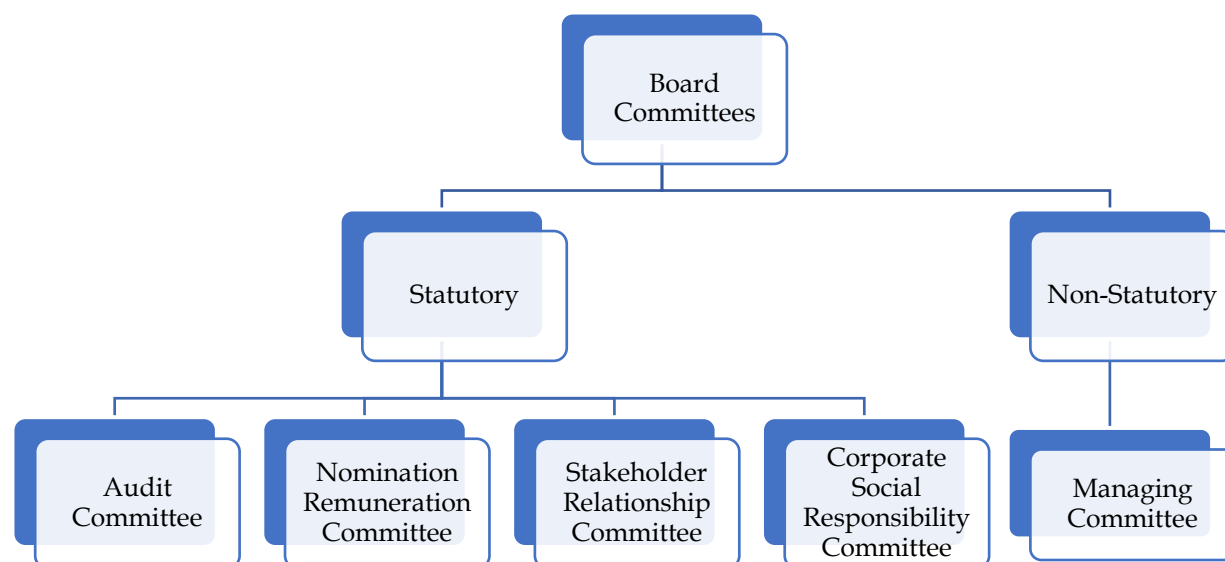 Board
Committees
Statutory
Non-Statutory
Audit
Committee
Nomination
Remuneration
Committee
Stakeholder
Relationship
Committee
Corporate
Social
Responsibility
Committee
Managing
Committee